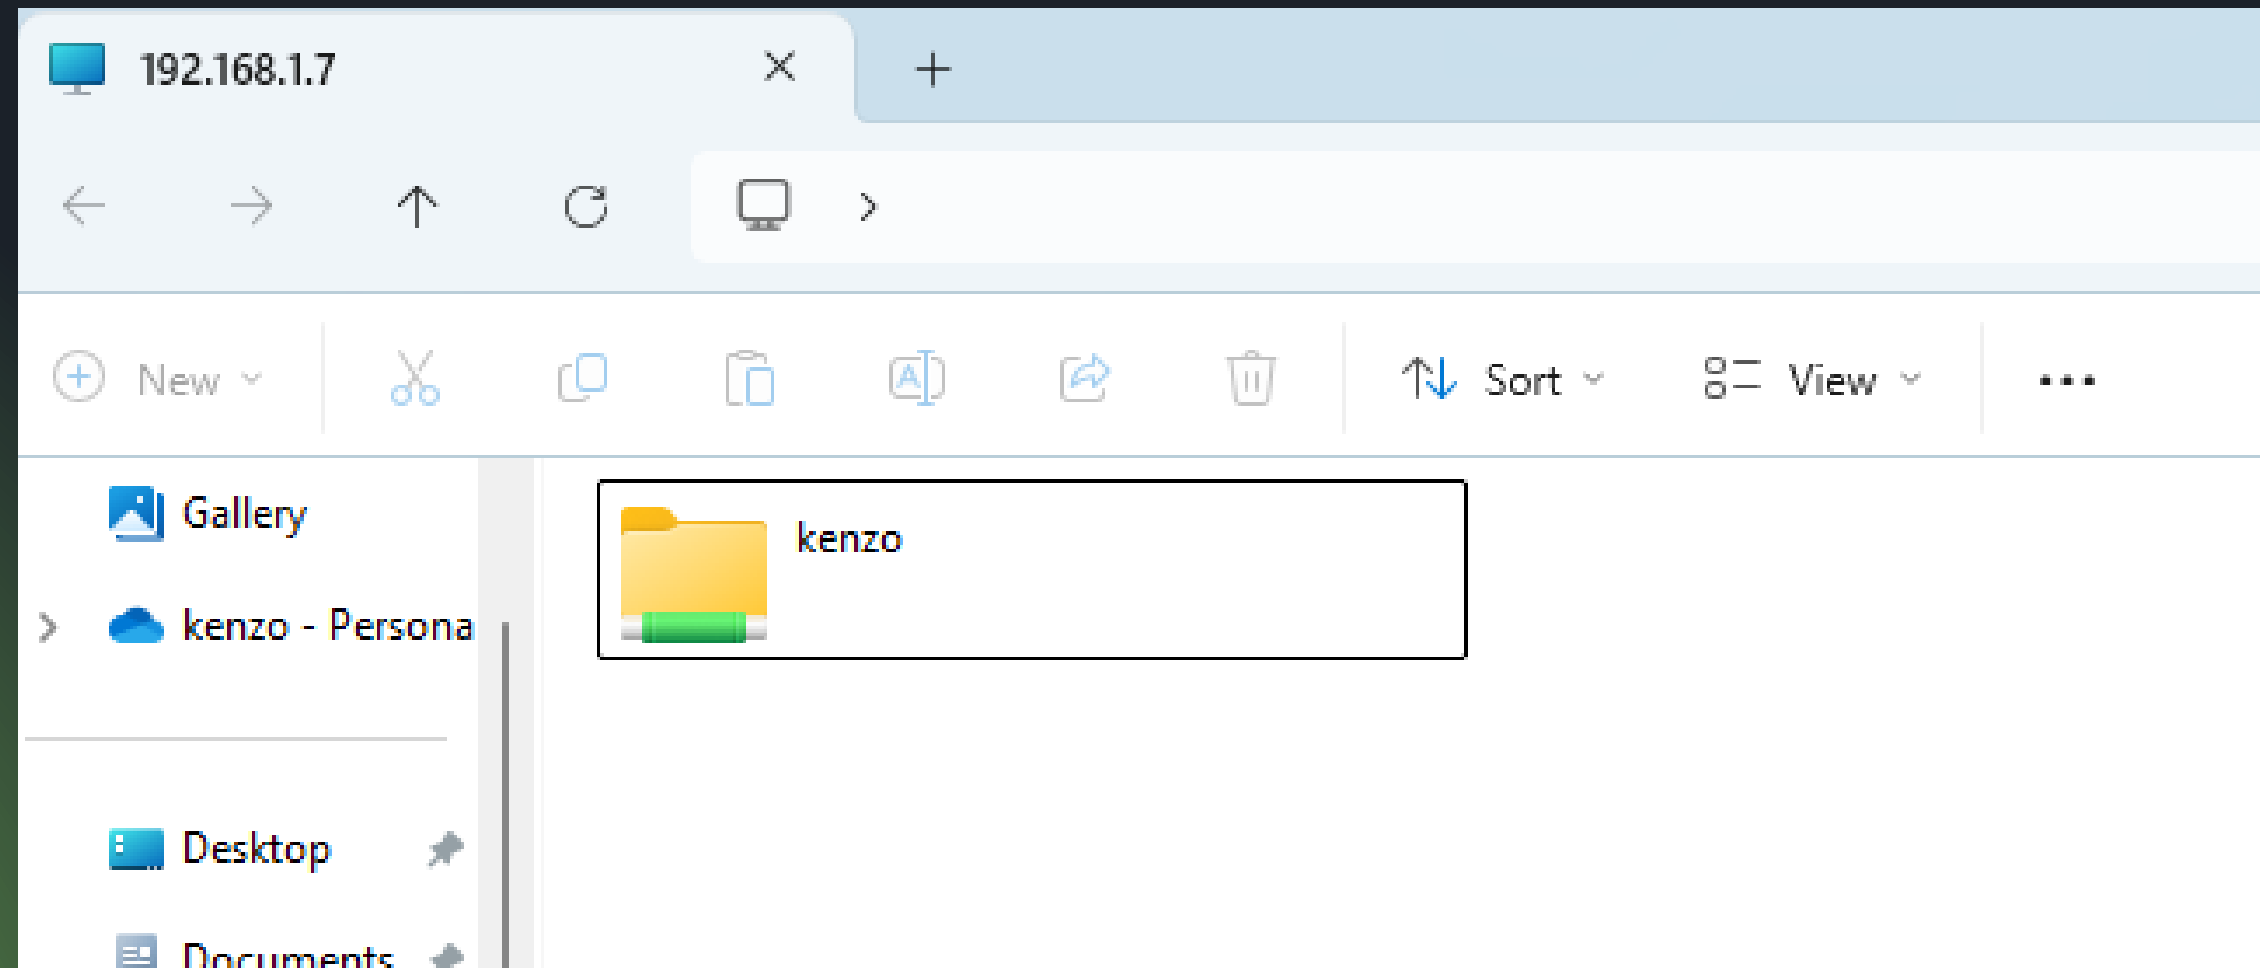 192.168.1.7
New
Sort
View
Gallery
kenzo
kenzo - Persona
Desktop
Documents